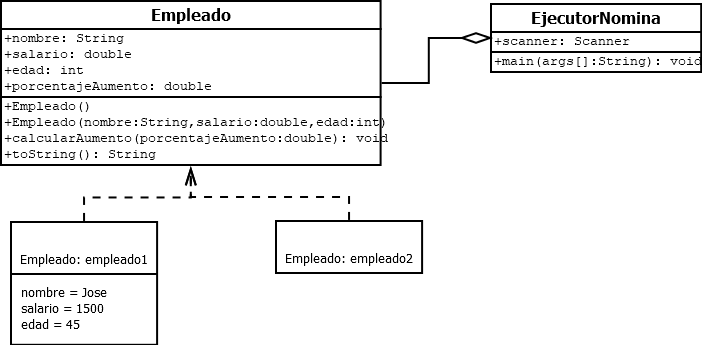 Empleado
+nombre: String
+salario: double
+edad: int
+porcentajeAumento: double
+Empleado()
+Empleado(nombre:String,salario:double,edad:int)
+calcularAumento(porcentajeAumento:double): void
+toString(): String
EjecutorNomina
+scanner: Scanner
+main(args[]:String): void
Empleado: empleado1
nombre = Jose
salario = 1500
edad = 45
Empleado: empleado2